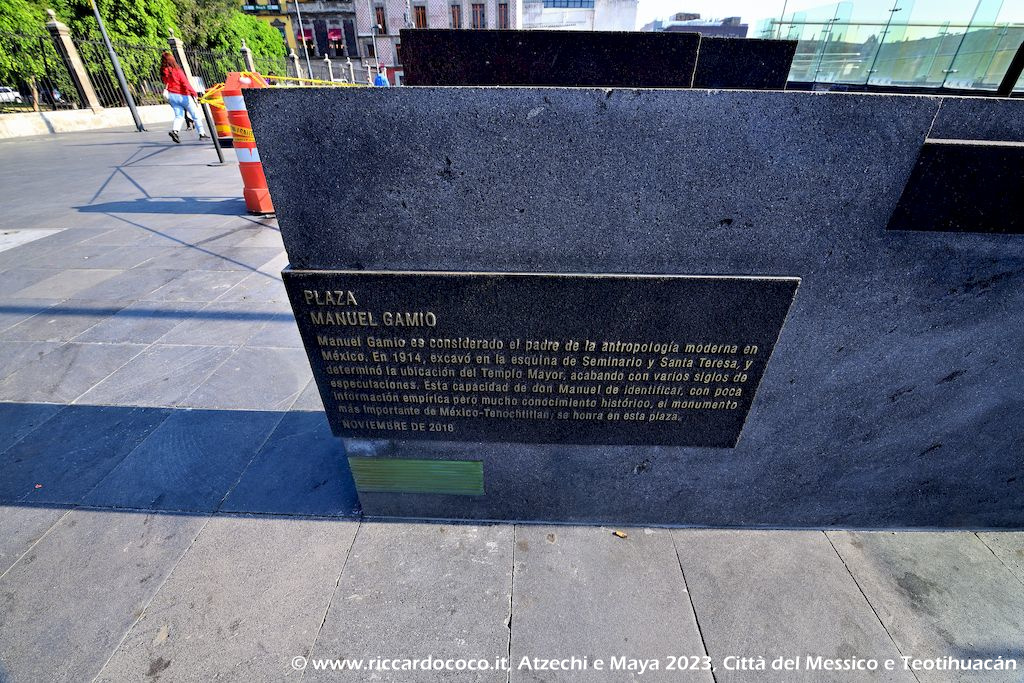 PLAZA
MANUEL GAMIO
Manuel Gamio es considerado el padre de la antropología moderna en
México. En 1914, excavó en la esquina de Seminario y Santa Teresa, y
determinó la ubicación del Templo Mayor, acabando con varios siglos de
especulaciones. Esta capacidad de don Manuel de identificar, con poca
información empírica pero mucho conocimiento histórico, el monumento
más importante de México-Tenochtitlan, se honra en esta plaza.
NOVIEMBRE DE 2018
© www.riccardococo.it, Atzechi e Maya 2023, Città del Messico e Teotihuacán